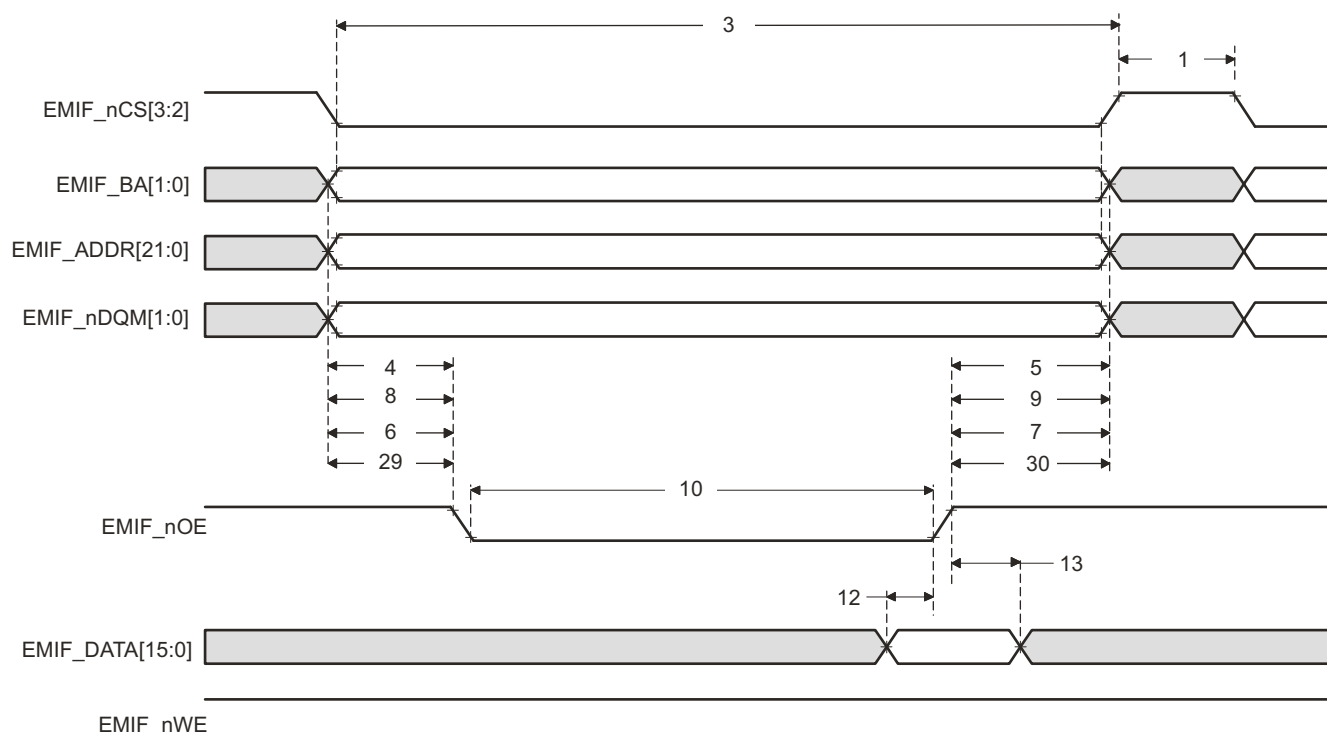 3
1
EMIF_nCS[3:2]
EMIF_BA[1:0]
EMIF_ADDR[21:0]
EMIF_nDQM[1:0]
4 5
8 9
6 7
29 30
10
EMIF_nOE
13
12
EMIF_DATA[15:0]
EMIF_nWE